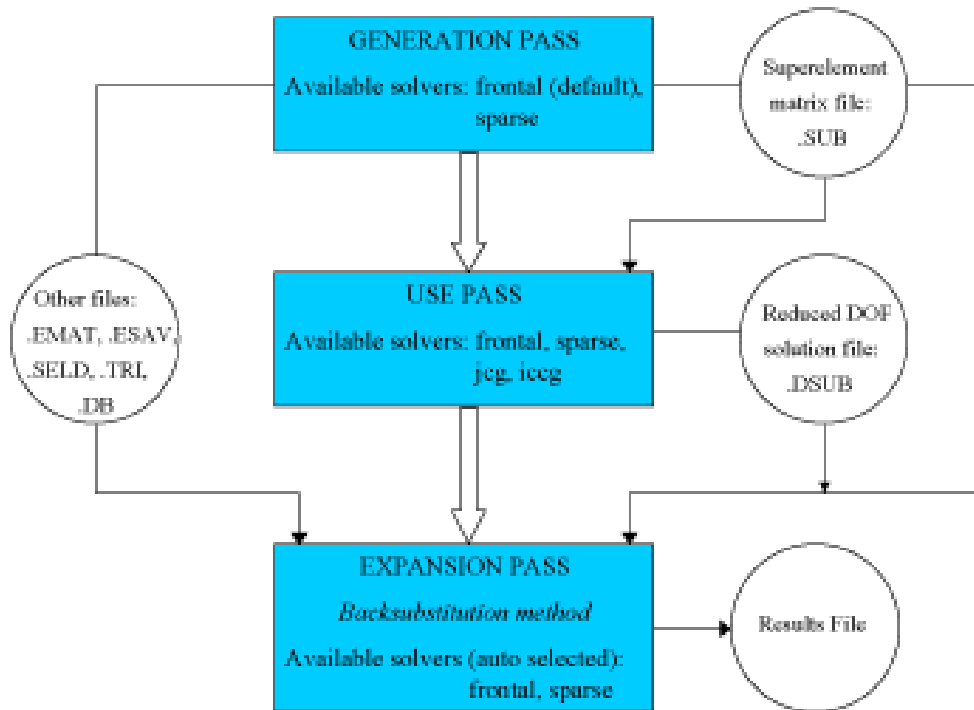 GENERATION PASS
Available solvers: frontal (default),
sparse
Superelement
matrix file:
.SUB
Other files:
.EMAT, .ESAV,
.SELD, .TRI,
.DB
USE PASS
Available solvers: frontal, sparse,
jcg, iccg
Reduced DOF
solution file:
.DSUB
EXPANSION PASS
Backsubstitution method
Available solvers (auto selected):
frontal, sparse
Results File